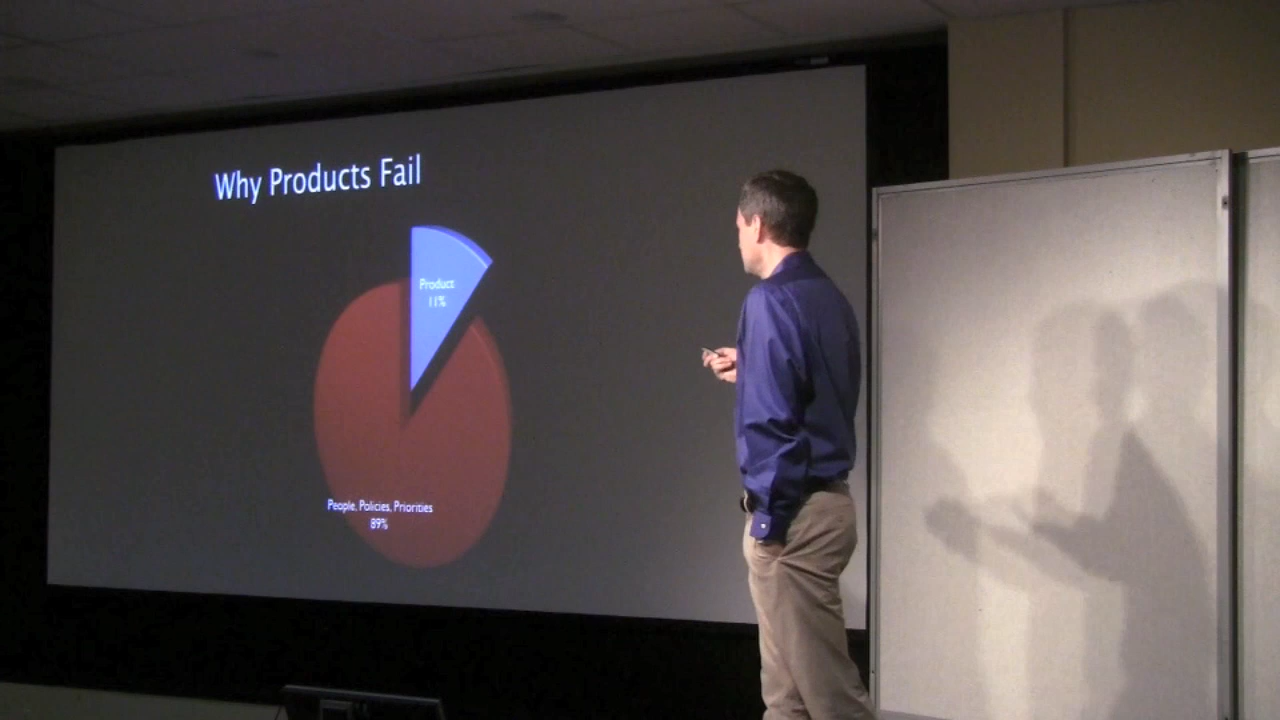 Why Products Fail
Product
11%
People, Policies, Priorities
89%